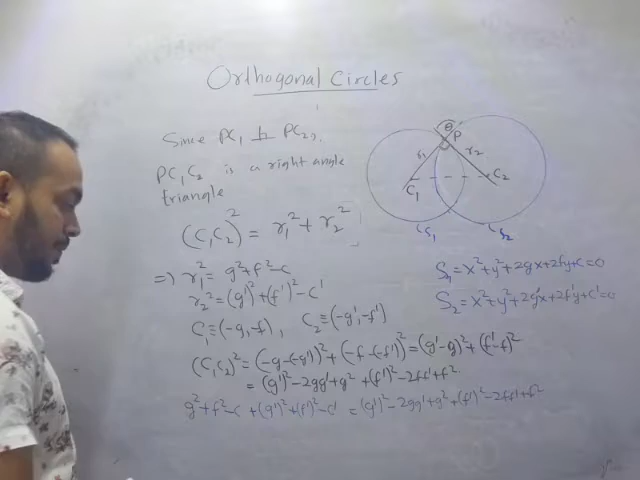 Orthogonal Circles
Since PC₁ ⊥ PC₂,
PC₁C₂ is a right angle
triangle
(C₁C₂)² = r₁² + r₂²
=> r₁² = g²+f²-c
r₂² = (g')²+(f')²-c'
C₁≡(-g,-f), C₂≡(-g',-f')
(C₁C₂)² = (-g-(-g'))² + (-f-(-f'))² = (g'-g)²+(f'-f)²
= (g')²-2gg'+g²+(f')²-2ff'+f²
g²+f²-c+(g')²+(f')²-c' = (g')²-2gg'+g²+(f')²-2ff'+f²
θ
P
r₁
r₂
C₁
C₂
S₁
S₂
S₁=x²+y²+2gx+2fy+c=0
S₂=x²+y²+2g'x+2f'y+c'=0